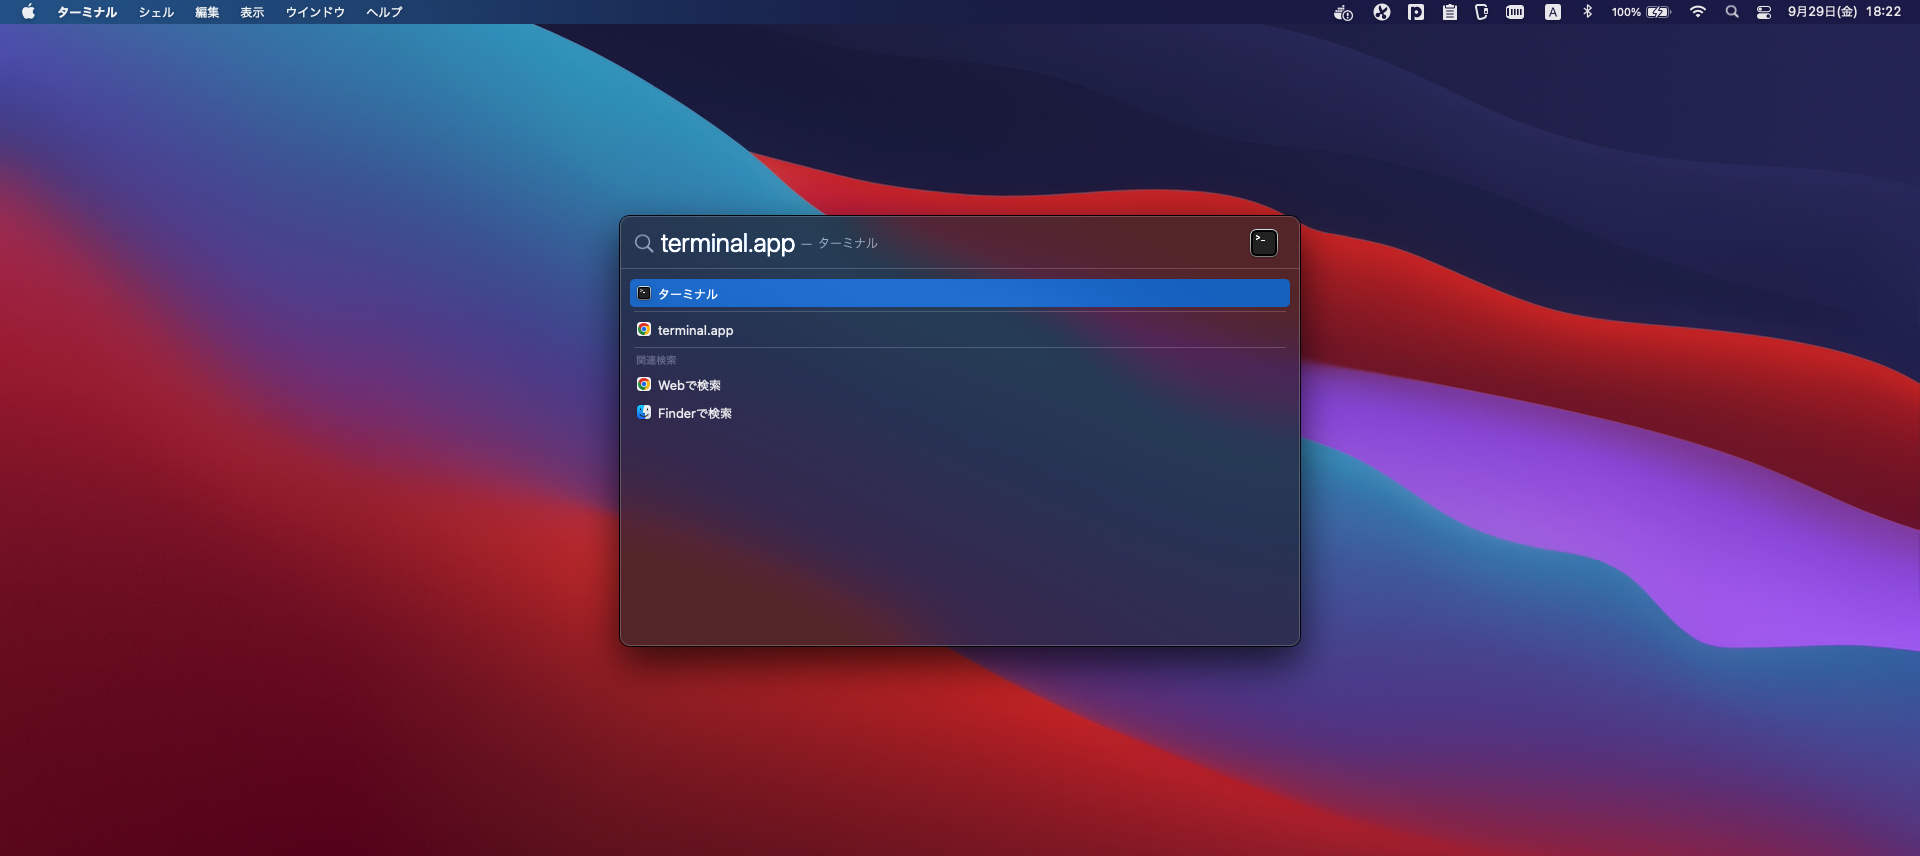 ターミナル シェル 編集 表示 ウインドウ ヘルプ A 100% 9月29日(金) 18:22
terminal.app — ターミナル
ターミナル
terminal.app
関連検索
Webで検索
Finderで検索